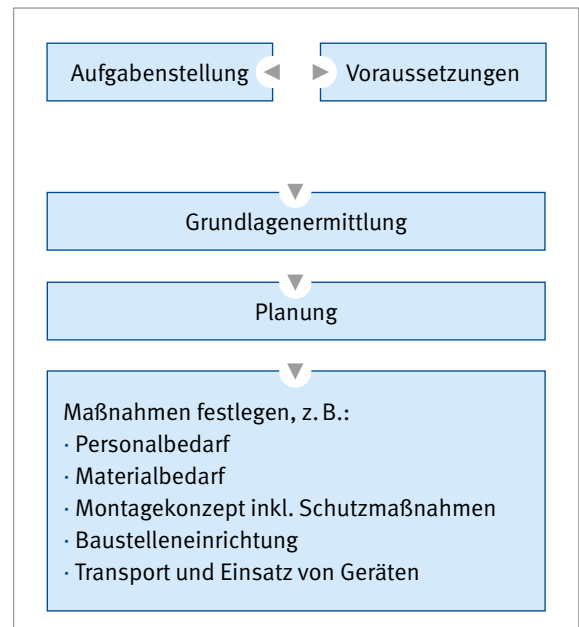 Aufgabenstellung
Voraussetzungen
Grundlagenermittlung
Planung
Maßnahmen festlegen, z. B.:
· Personalbedarf
· Materialbedarf
· Montagekonzept inkl. Schutzmaßnahmen
· Baustelleneinrichtung
· Transport und Einsatz von Geräten